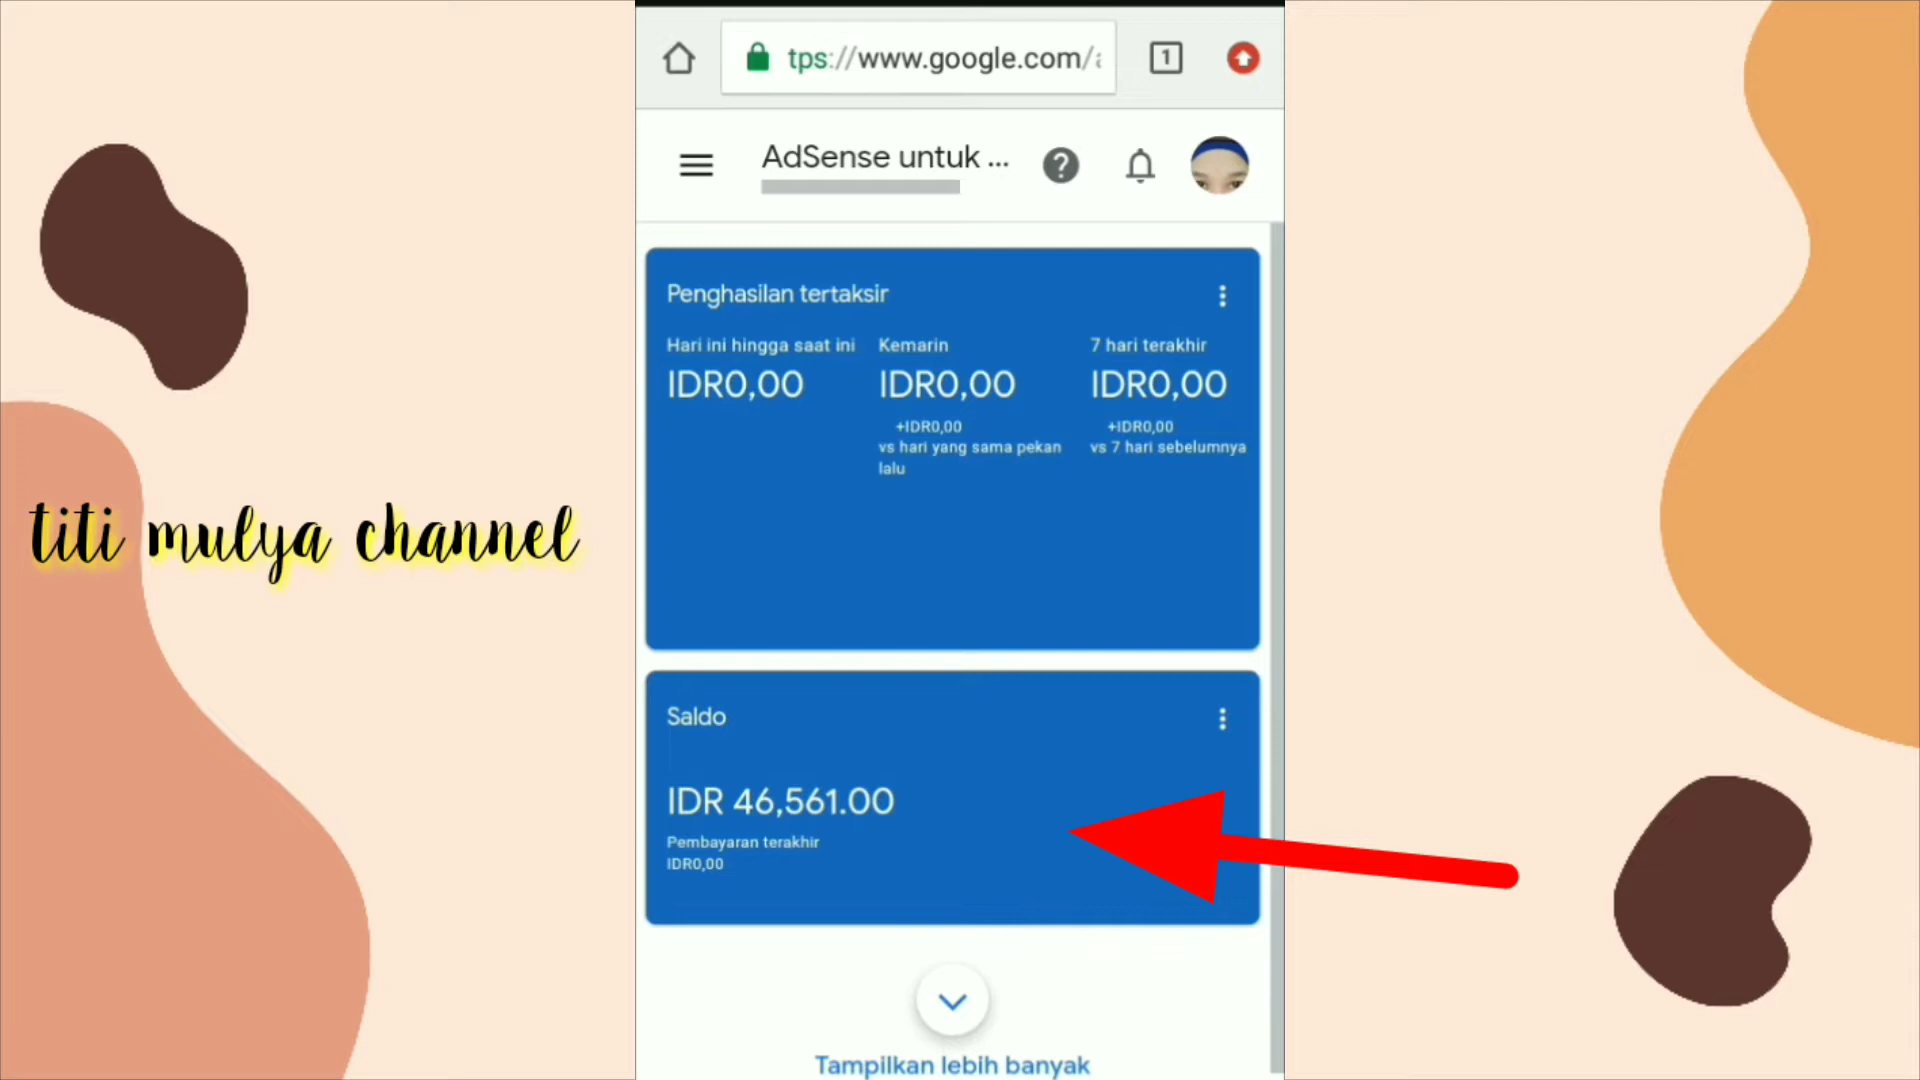 1
tps://www.google.com/a
AdSense untuk ...
?
Penghasilan tertaksir
Hari ini hingga saat ini
IDR0,00
Kemarin
IDR0,00
+IDR0,00
vs hari yang sama pekan
lalu
7 hari terakhir
IDR0,00
+IDR0,00
vs 7 hari sebelumnya
titi mulya channel
Saldo
IDR 46,561.00
Pembayaran terakhir
IDR0,00
Tampilkan lebih banyak